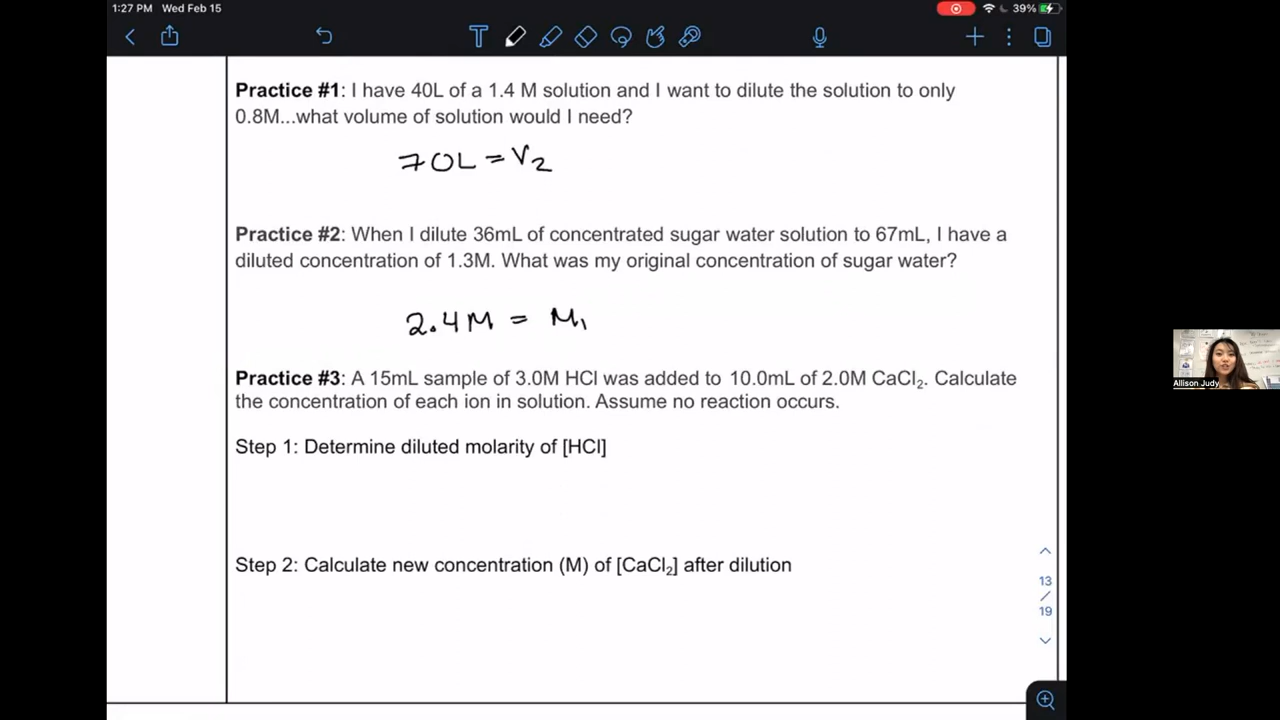 1:27 PM Wed Feb 15
39%
Practice #1: I have 40L of a 1.4 M solution and I want to dilute the solution to only
0.8M...what volume of solution would I need?
70L = V₂
Practice #2: When I dilute 36mL of concentrated sugar water solution to 67mL, I have a
diluted concentration of 1.3M. What was my original concentration of sugar water?
2.4M = M₁
Practice #3: A 15mL sample of 3.0M HCl was added to 10.0mL of 2.0M CaCl₂. Calculate
the concentration of each ion in solution. Assume no reaction occurs.
Step 1: Determine diluted molarity of [HCl]
Step 2: Calculate new concentration (M) of [CaCl₂] after dilution
13
/
19
Allison Judy